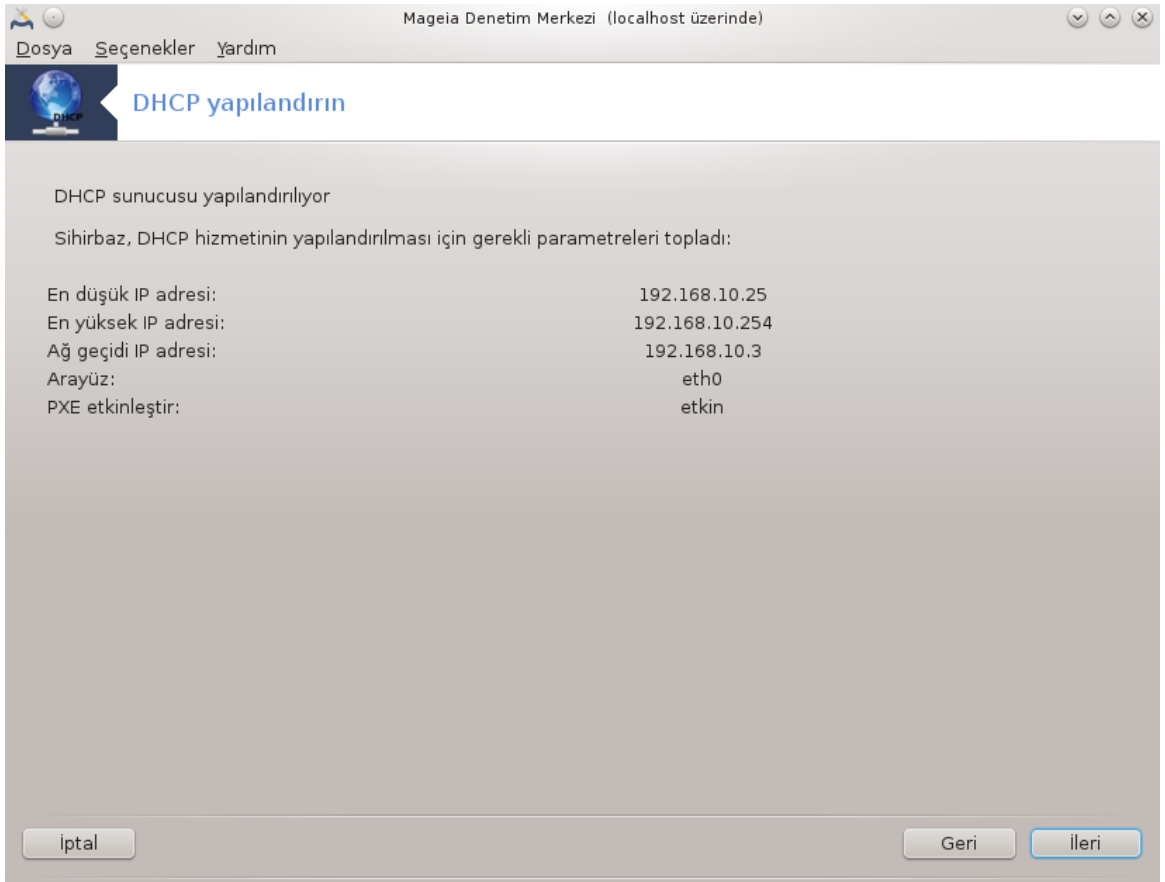 Mageia Denetim Merkezi (localhost üzerinde)
Dosya Seçenekler Yardım
DHCP
DHCP yapılandırın
DHCP sunucusu yapılandırılıyor
Sihirbaz, DHCP hizmetinin yapılandırılması için gerekli parametreleri topladı:
En düşük IP adresi: 192.168.10.25
En yüksek IP adresi: 192.168.10.254
Ağ geçidi IP adresi: 192.168.10.3
Arayüz: eth0
PXE etkinleştir: etkin
İptal Geri İleri